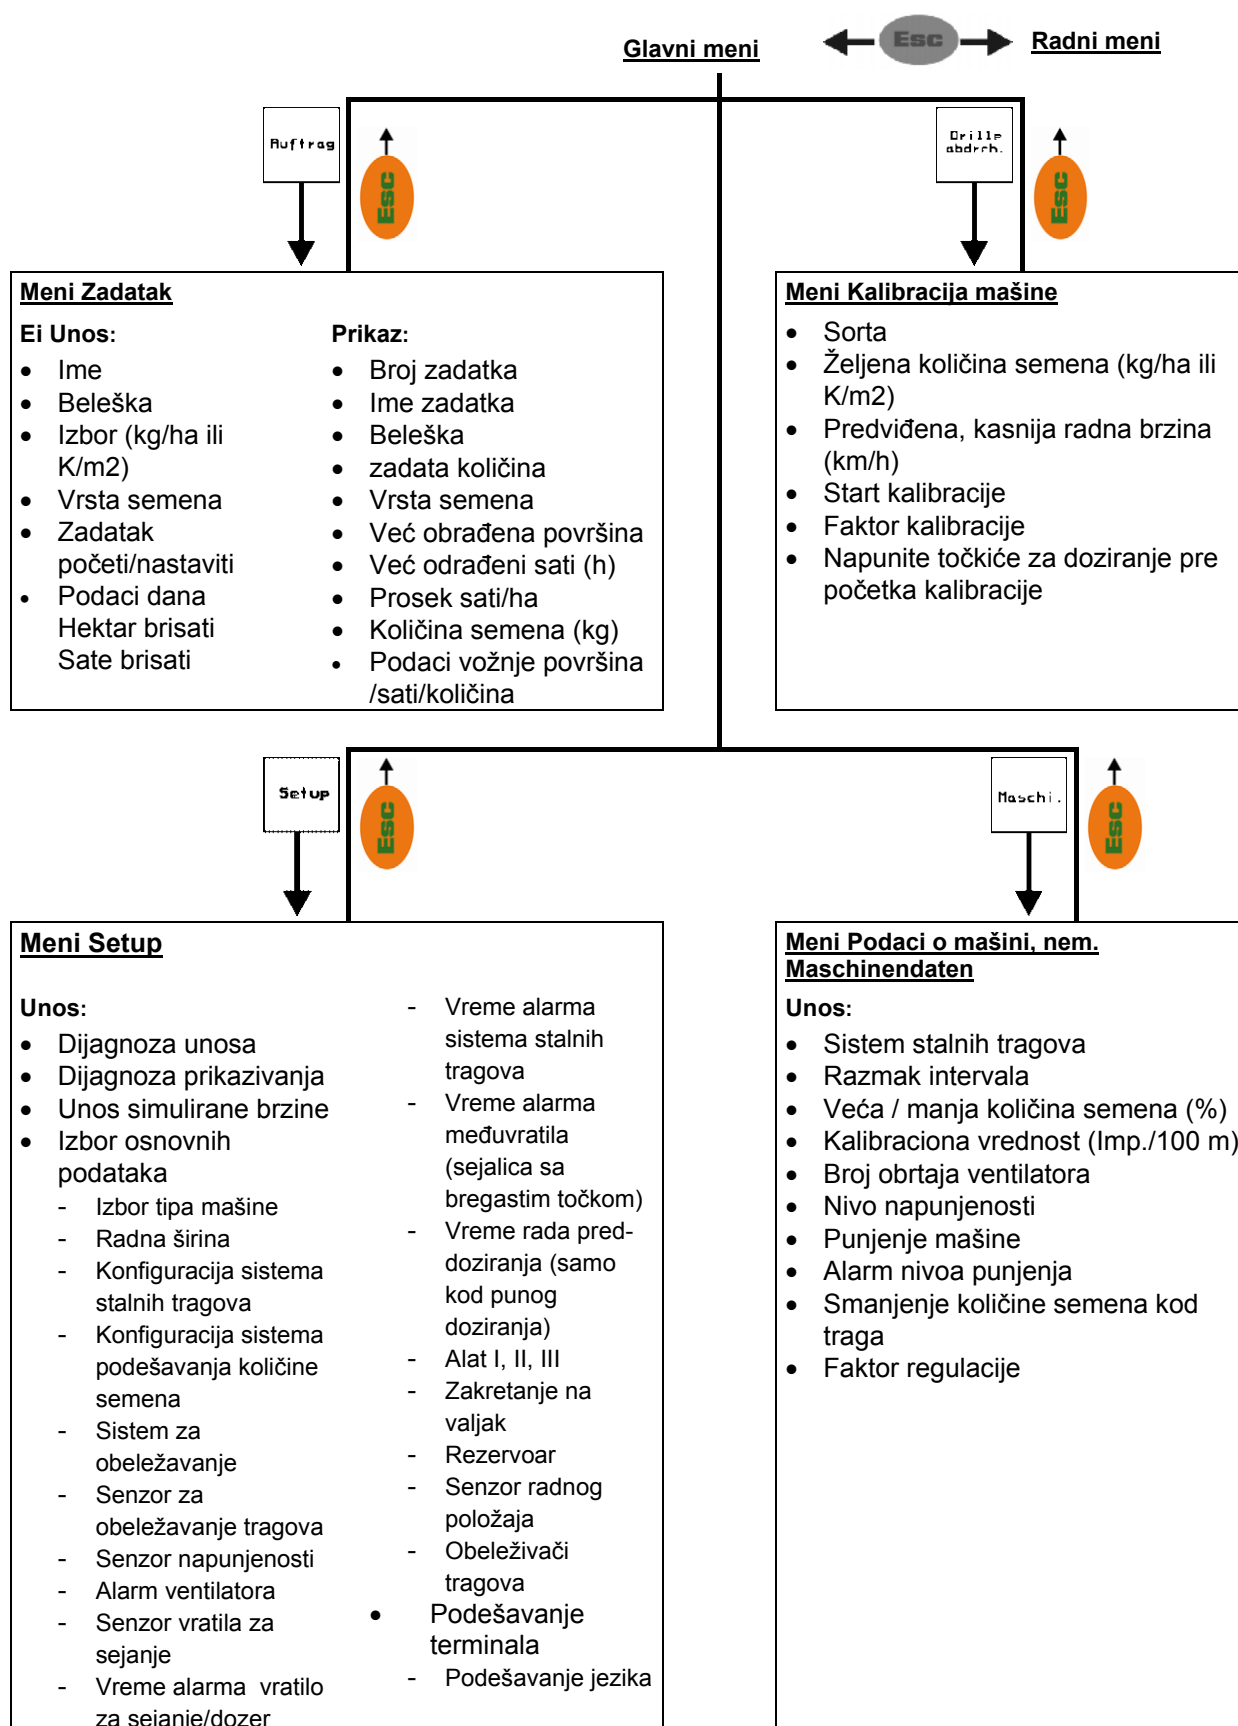 Glavni meni
Esc
Radni meni
Auftrag
Esc
Drille
abdrch.
Esc
Meni Zadatak
Ei Unos:
• Ime
• Beleška
• Izbor (kg/ha ili
K/m2)
• Vrsta semena
• Zadatak
početi/nastaviti
• Podaci dana
Hektar brisati
Sate brisati
Prikaz:
• Broj zadatka
• Ime zadatka
• Beleška
• zadata količina
• Vrsta semena
• Već obrađena površina
• Već odrađeni sati (h)
• Prosek sati/ha
• Količina semena (kg)
• Podaci vožnje površina
/sati/količina
Meni Kalibracija mašine
• Sorta
• Željena količina semena (kg/ha ili
K/m2)
• Predviđena, kasnija radna brzina
(km/h)
• Start kalibracije
• Faktor kalibracije
• Napunite točkiće za doziranje pre
početka kalibracije
Setup
Esc
Maschi.
Esc
Meni Setup
Unos:
• Dijagnoza unosa
• Dijagnoza prikazivanja
• Unos simulirane brzine
• Izbor osnovnih
podataka
- Izbor tipa mašine
- Radna širina
- Konfiguracija sistema
stalnih tragova
- Konfiguracija sistema
podešavanja količine
semena
- Sistem za
obeležavanje
- Senzor za
obeležavanje tragova
- Senzor napunjenosti
- Alarm ventilatora
- Senzor vratila za
sejanje
- Vreme alarma  vratilo
za sejanje/dozer
- Vreme alarma
sistema stalnih
tragova
- Vreme alarma
međuvratila
(sejalica sa
bregastim točkom)
- Vreme rada pred-
doziranja (samo
kod punog
doziranja)
- Alat I, II, III
- Zakretanje na
valjak
- Rezervoar
- Senzor radnog
položaja
- Obeleživači
tragova
• Podešavanje
terminala
- Podešavanje jezika
Meni Podaci o mašini, nem.
Maschinendaten
Unos:
• Sistem stalnih tragova
• Razmak intervala
• Veća / manja količina semena (%)
• Kalibraciona vrednost (Imp./100 m)
• Broj obrtaja ventilatora
• Nivo napunjenosti
• Punjenje mašine
• Alarm nivoa punjenja
• Smanjenje količine semena kod
traga
• Faktor regulacije